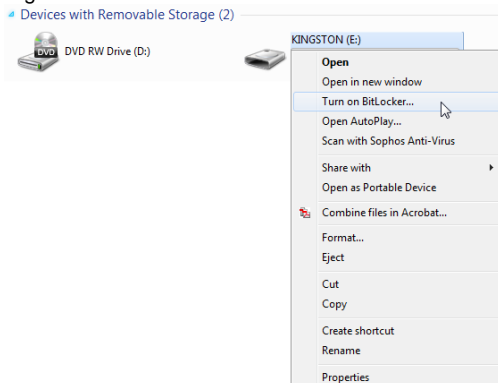 Devices with Removable Storage (2)
DVD
DVD RW Drive (D:)
KINGSTON (E:)
Open
Open in new window
Turn on BitLocker...
Open AutoPlay...
Scan with Sophos Anti-Virus
Share with
Open as Portable Device
Combine files in Acrobat...
Format...
Eject
Cut
Copy
Create shortcut
Rename
Properties